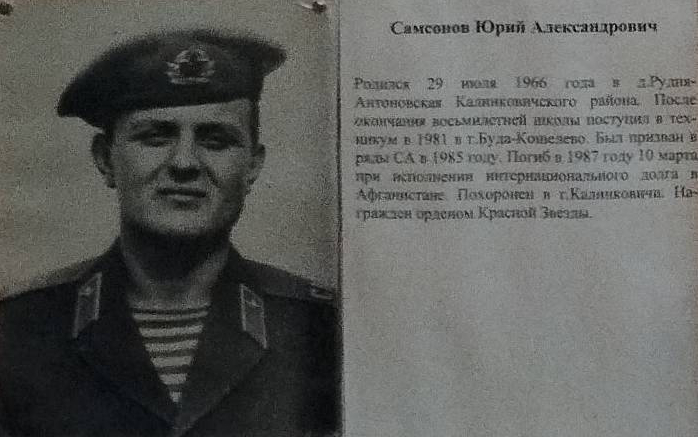 Самсонов Юрий Александрович
Родился 29 июля 1966 года в д.Рудня-
Антоновская Калинковичского района. После
окончания восьмилетней школы поступил в тех-
никум в 1981 в г.Буда-Кошелево. Был призван в
ряды СА в 1985 году. Погиб в 1987 году 10 марта
при исполнении интернационального долга в
Афганистане. Похоронен в г.Калинковичи. На-
гражден орденом Красной Звезды.